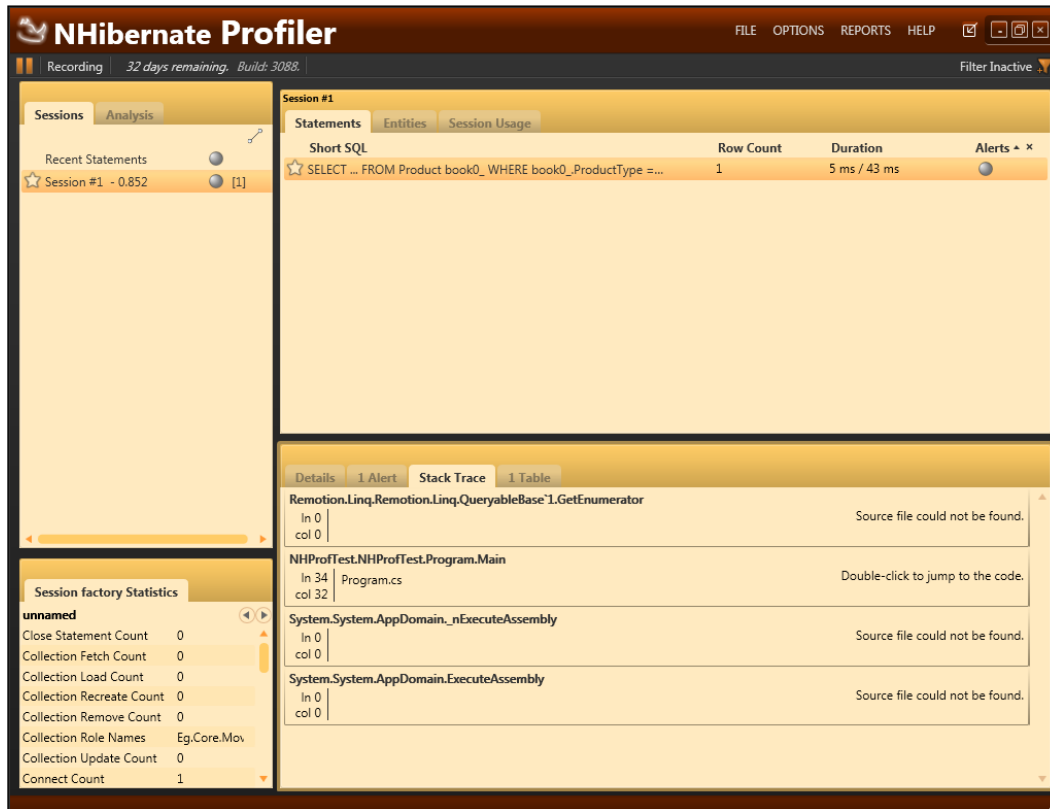 NHibernate Profiler
FILE OPTIONS REPORTS HELP
Recording 32 days remaining. Build: 3088.
Filter Inactive
Sessions Analysis
Recent Statements
Session #1 - 0.852 [1]
Session #1
Statements Entities Session Usage
Short SQL Row Count Duration Alerts
SELECT ... FROM Product book0_ WHERE book0_.ProductType =... 1 5 ms / 43 ms
Details 1 Alert Stack Trace 1 Table
Remotion.Linq.Remotion.Linq.QueryableBase`1.GetEnumerator
ln 0
col 0
Source file could not be found.
NHProfTest.NHProfTest.Program.Main
ln 34 Program.cs
col 32
Double-click to jump to the code.
System.System.AppDomain._nExecuteAssembly
ln 0
col 0
Source file could not be found.
System.System.AppDomain.ExecuteAssembly
ln 0
col 0
Source file could not be found.
Session factory Statistics
unnamed
Close Statement Count 0
Collection Fetch Count 0
Collection Load Count 0
Collection Recreate Count 0
Collection Remove Count 0
Collection Role Names Eg.Core.Mov
Collection Update Count 0
Connect Count 1